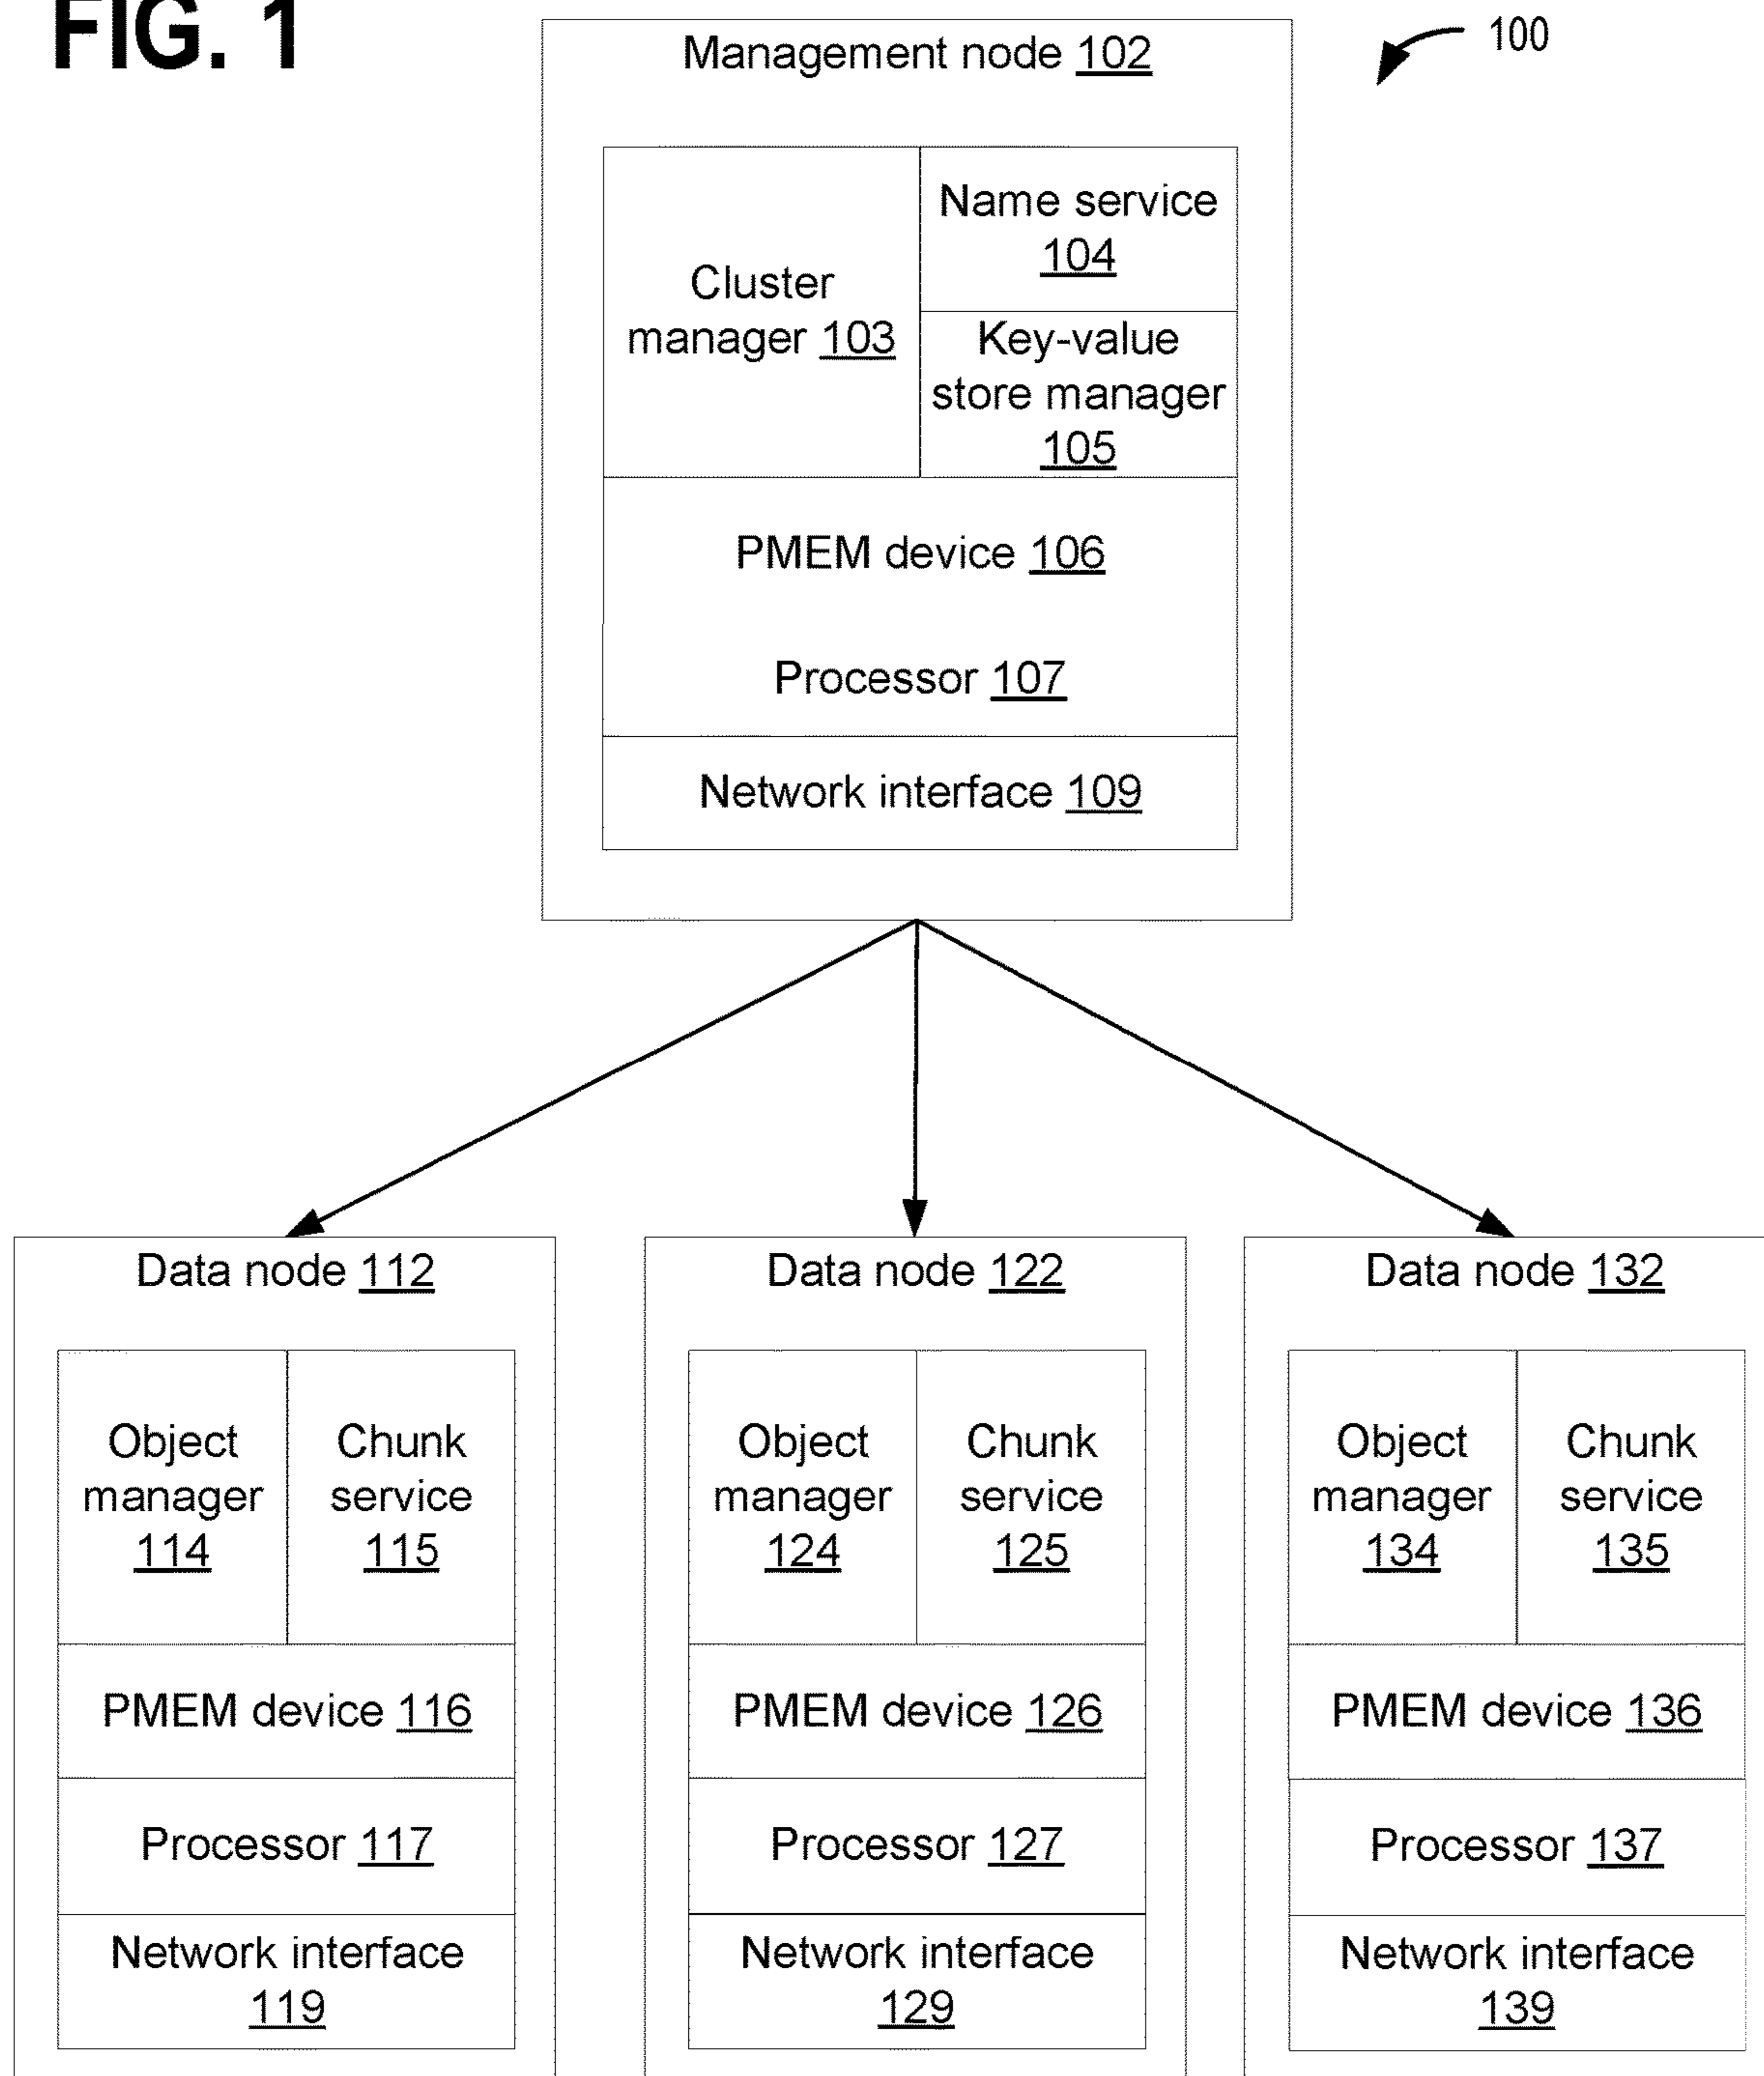 FIG. 1
100
Management node 102
Cluster
manager 103
Name service
104
Key-value
store manager
105
PMEM device 106
Processor 107
Network interface 109
Data node 112
Object
manager
114
Chunk
service
115
PMEM device 116
Processor 117
Network interface
119
Data node 122
Object
manager
124
Chunk
service
125
PMEM device 126
Processor 127
Network interface
129
Data node 132
Object
manager
134
Chunk
service
135
PMEM device 136
Processor 137
Network interface
139